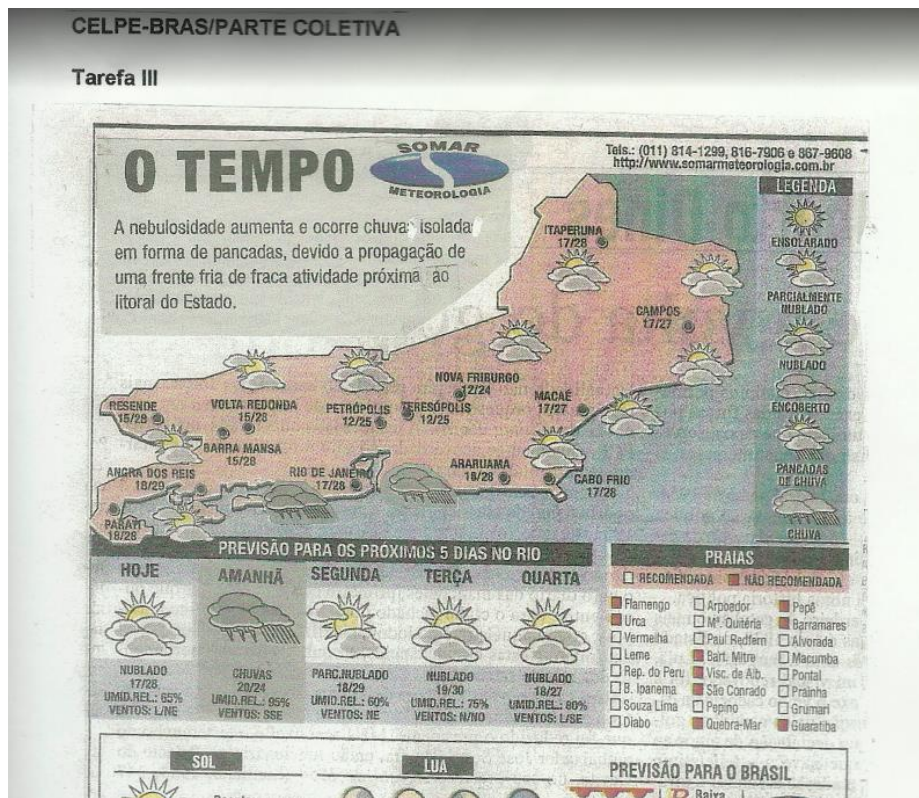 CELPE-BRAS/PARTE COLETIVA
Tarefa III
O TEMPO
SOMAR
METEOROLOGIA
Tels.: (011) 814-1299, 816-7906 e 867-9608
http://www.somarmeteorologia.com.br
A nebulosidade aumenta e ocorre chuva isolada
em forma de pancadas, devido a propagação de
uma frente fria de fraca atividade próxima ao
litoral do Estado.
LEGENDA
ENSOLARADO
PARCIALMENTE
NUBLADO
NUBLADO
ENCOBERTO
PANCADAS
DE CHUVA
CHUVA
ITAPERUNA
17/28
CAMPOS
17/27
NOVA FRIBURGO
12/24
MACAÉ
17/27
RESENDE
15/28
VOLTA REDONDA
15/28
PETRÓPOLIS
12/25
TERESÓPOLIS
12/25
BARRA MANSA
15/28
ANGRA DOS REIS
18/29
RIO DE JANEIRO
17/28
ARARUAMA
18/28
CABO FRIO
17/28
PARATI
18/28
PREVISÃO PARA OS PRÓXIMOS 5 DIAS NO RIO
HOJE
NUBLADO
17/28
UMID.REL.: 65%
VENTOS: L/NE
AMANHÃ
CHUVAS
20/24
UMID.REL.: 95%
VENTOS: SSE
SEGUNDA
PARC.NUBLADO
18/29
UMID.REL.: 60%
VENTOS: NE
TERÇA
NUBLADO
19/30
UMID.REL.: 75%
VENTOS: N/NO
QUARTA
NUBLADO
18/27
UMID.REL.: 80%
VENTOS: L/SE
PRAIAS
RECOMENDADA NÃO RECOMENDADA
Flamengo
Urca
Vermelha
Leme
Rep. do Peru
B. Ipanema
Souza Lima
Diabo
Arpoador
Mª. Quitéria
Paul Redfern
Bart. Mitre
Visc. de Alb.
São Conrado
Pepino
Quebra-Mar
Pepê
Barramares
Alvorada
Macumba
Pontal
Prainha
Grumari
Guaratiba
SOL
LUA
PREVISÃO PARA O BRASIL
Baixa